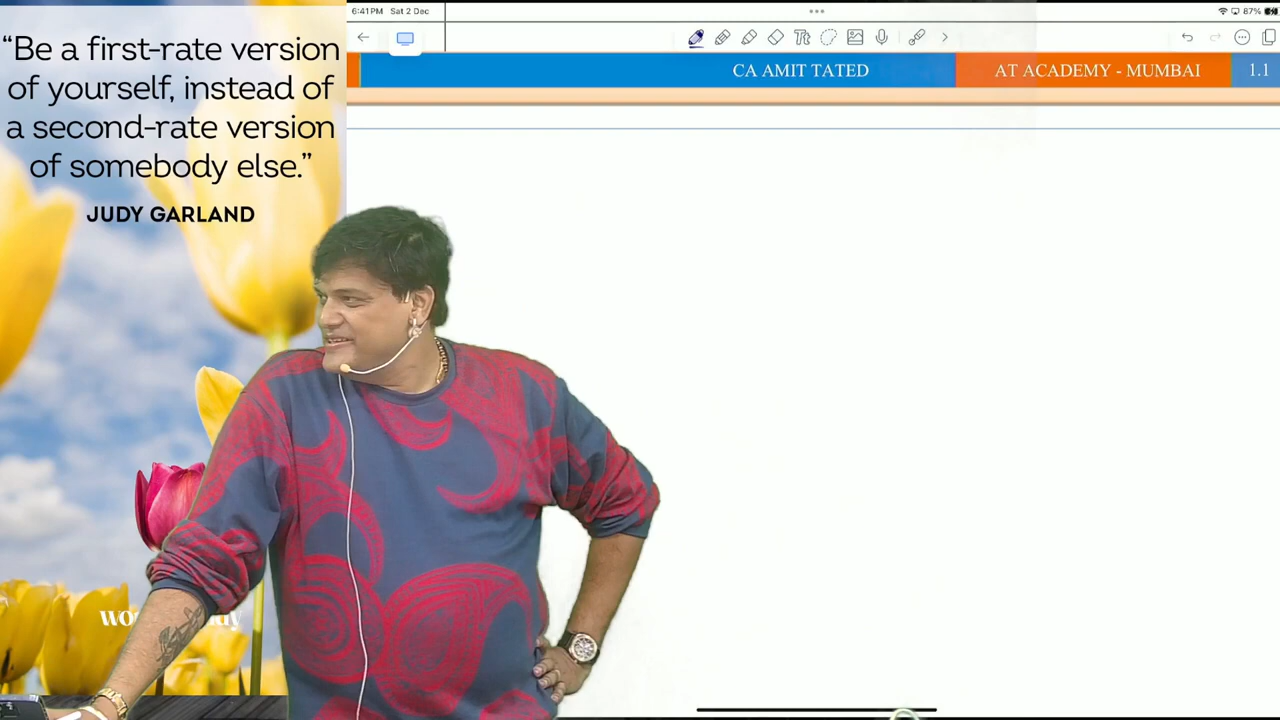 “Be a first-rate version
of yourself, instead of
a second-rate version
of somebody else.”
JUDY GARLAND
6:41PM Sat 2 Dec
87%
Tt
CA AMIT TATED
AT ACADEMY - MUMBAI
1.1